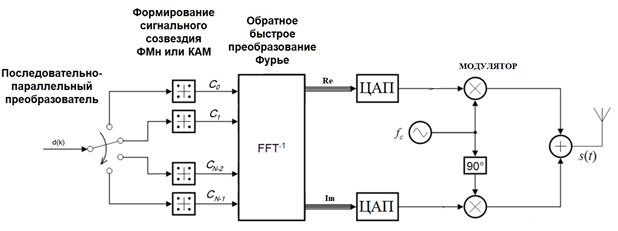 Формирование
сигнального
созвездия
ФМн или КАМ
Обратное
быстрое
преобразование
Фурье
Последовательно-
параллельный
преобразователь
МОДУЛЯТОР
C0
C1
CN-2
CN-1
d(k)
FFT-1
Re
Im
ЦАП
ЦАП
fc
90°
s(t)